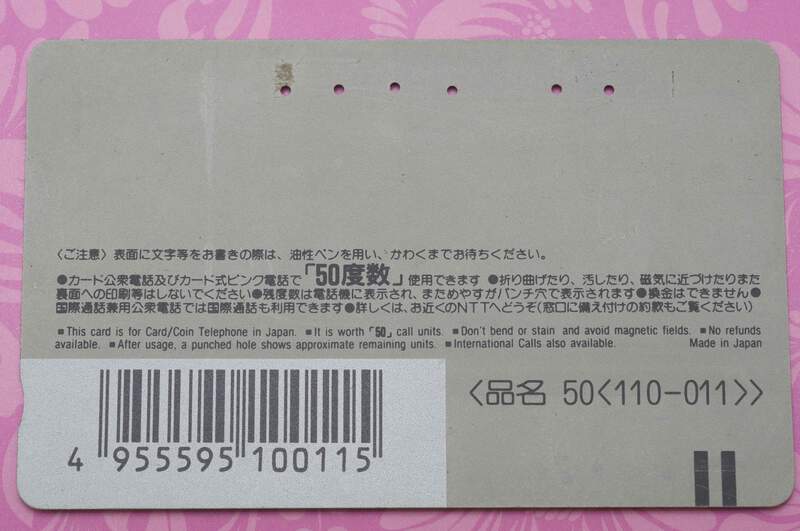 〈ご注意〉表面に文字等をお書きの際は、油性ペンを用い、かわくまでお待ちください。
●カード公衆電話及びカード式ピンク電話で「50度数」使用できます ●折り曲げたり、汚したり、磁気に近づけたりまた
裏面への印刷等はしないでください●残度数は電話機に表示され、まためやすがパンチ穴で表示されます●換金はできません●
国際通話兼用公衆電話では国際通話も利用できます●詳しくは、お近くのNTTへどうぞ(窓口に備え付けの約款もご覧ください)
■This card is for Card/Coin Telephone in Japan. ■It is worth「50」call units. ■Don't bend or stain and avoid magnetic fields. ■No refunds
available. ■After usage, a punched hole shows approximate remaining units. ■International Calls also available. Made in Japan
〈品名 50〈110-011〉〉
4 955595 100115